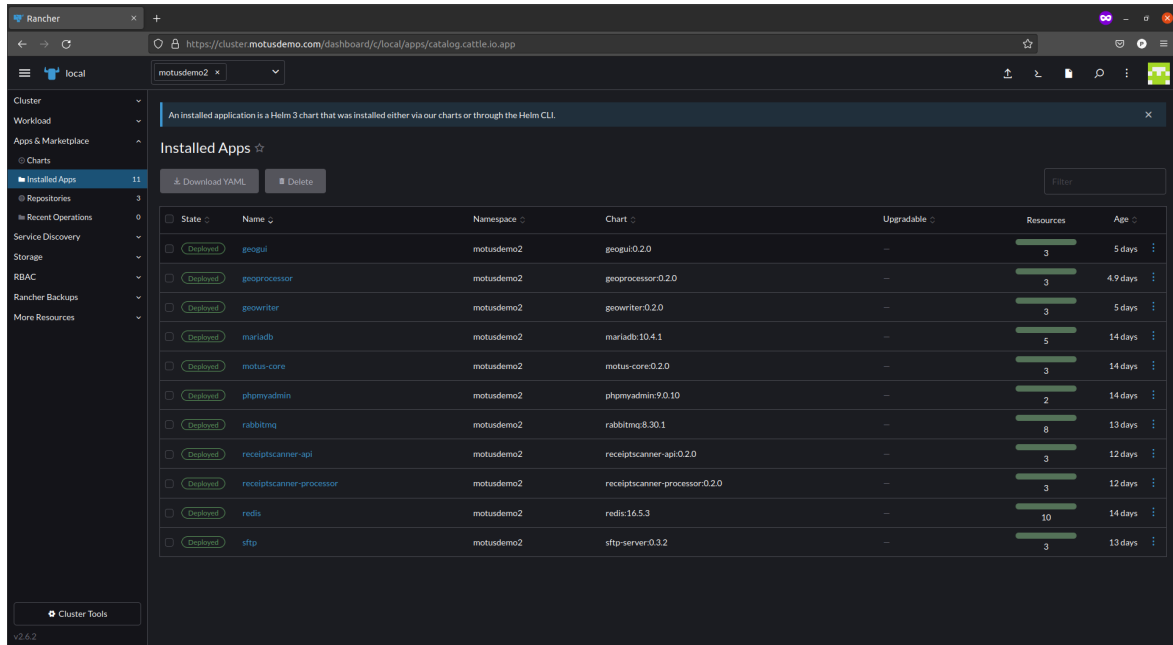 Rancher
https://cluster.motusdemo.com/dashboard/c/local/apps/catalog.cattle.io.app
local
motusdemo2 ×
Cluster
Workload
Apps & Marketplace
Charts
Installed Apps 11
Repositories 3
Recent Operations 0
Service Discovery
Storage
RBAC
Rancher Backups
More Resources
Cluster Tools
v2.6.2
An installed application is a Helm 3 chart that was installed either via our charts or through the Helm CLI.
Installed Apps
Download YAML Delete Filter
State Name Namespace Chart Upgradable Resources Age
Deployed geogui motusdemo2 geogui:0.2.0 — 3 5 days
Deployed geoprocessor motusdemo2 geoprocessor:0.2.0 — 3 4.9 days
Deployed geowriter motusdemo2 geowriter:0.2.0 — 3 5 days
Deployed mariadb motusdemo2 mariadb:10.4.1 — 5 14 days
Deployed motus-core motusdemo2 motus-core:0.2.0 — 3 14 days
Deployed phpmyadmin motusdemo2 phpmyadmin:9.0.10 — 2 14 days
Deployed rabbitmq motusdemo2 rabbitmq:8.30.1 — 8 13 days
Deployed receiptscanner-api motusdemo2 receiptscanner-api:0.2.0 — 3 12 days
Deployed receiptscanner-processor motusdemo2 receiptscanner-processor:0.2.0 — 3 12 days
Deployed redis motusdemo2 redis:16.5.3 — 10 14 days
Deployed sftp motusdemo2 sftp-server:0.3.2 — 3 13 days